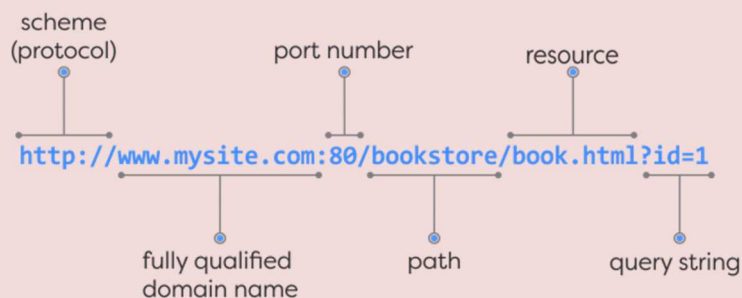 scheme
(protocol)
port number
resource
http://www.mysite.com:80/bookstore/book.html?id=1
fully qualified
domain name
path
query string